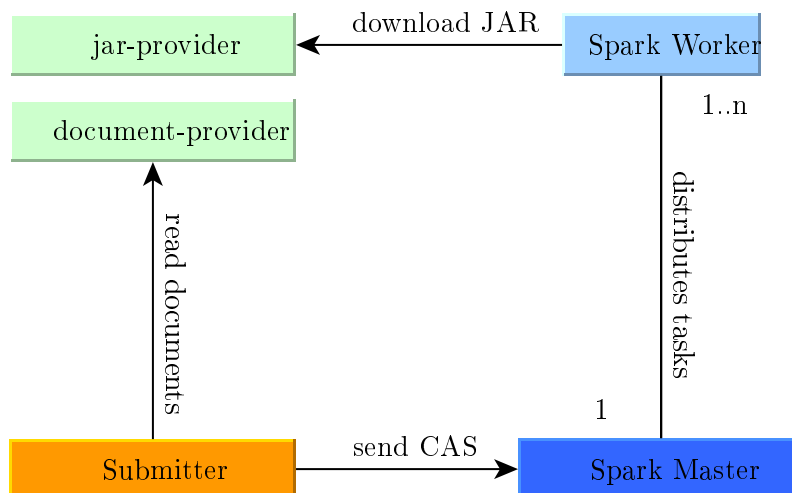 jar-provider
download JAR
Spark Worker
document-provider
1..n
read documents
distributes tasks
1
Submitter
send CAS
Spark Master